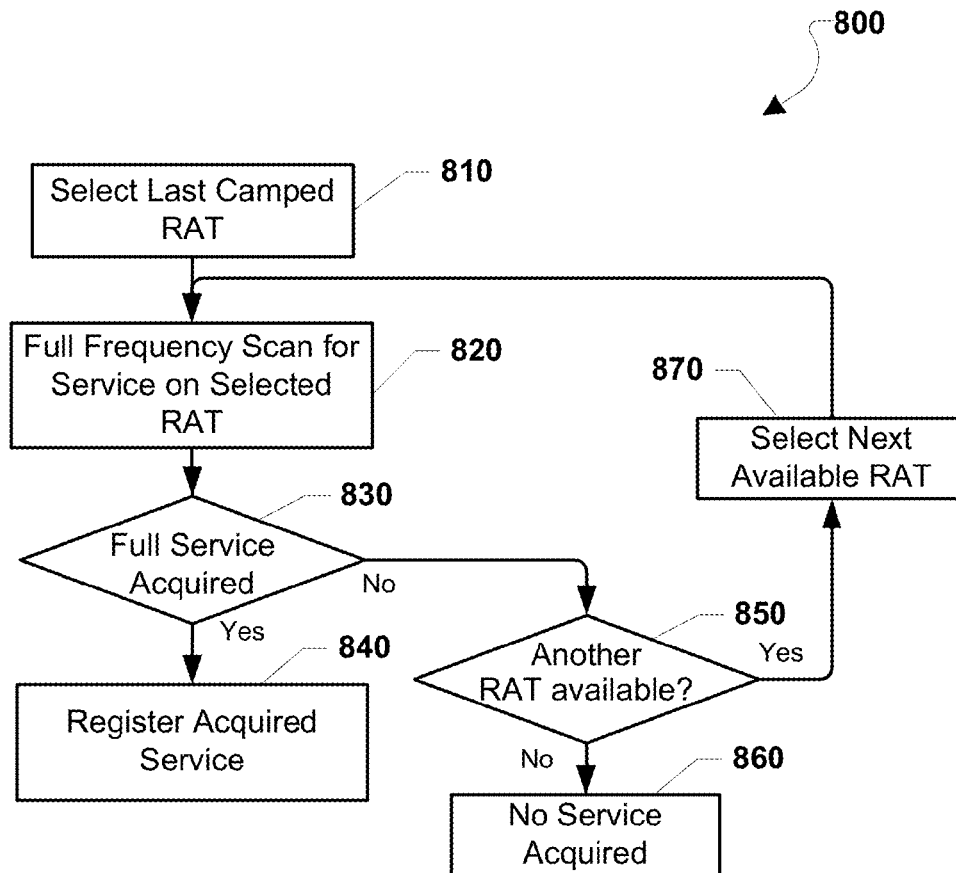 800
Select Last Camped
RAT
810
Full Frequency Scan for
Service on Selected
RAT
820
870
Select Next
Available RAT
830
Full Service
Acquired
No
Yes
850
Another
RAT available?
Yes
No
840
Register Acquired
Service
860
No Service
Acquired